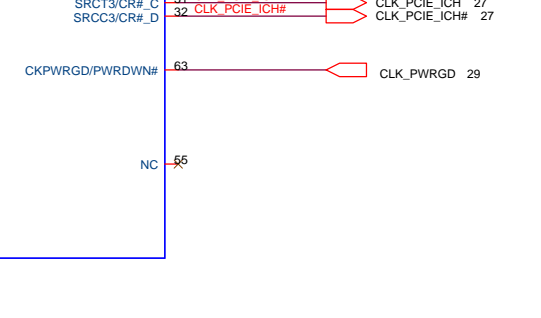 SRCT3/CR#_C CLK_PCIE_ICH 27
SRCC3/CR#_D 32 CLK_PCIE_ICH# CLK_PCIE_ICH# 27
CKPWRGD/PWRDWN# 63 CLK_PWRGD 29
NC 55